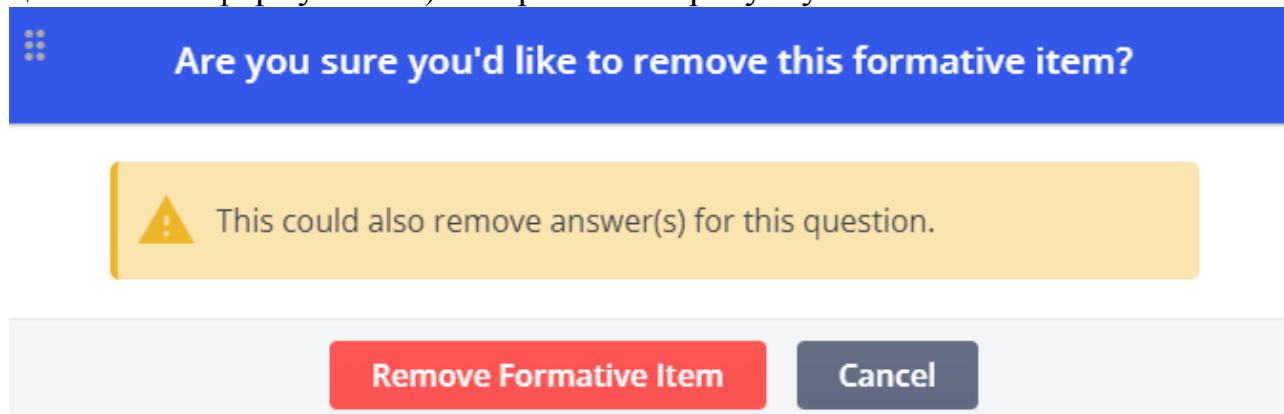 Are you sure you'd like to remove this formative item?
This could also remove answer(s) for this question.
Remove Formative Item
Cancel